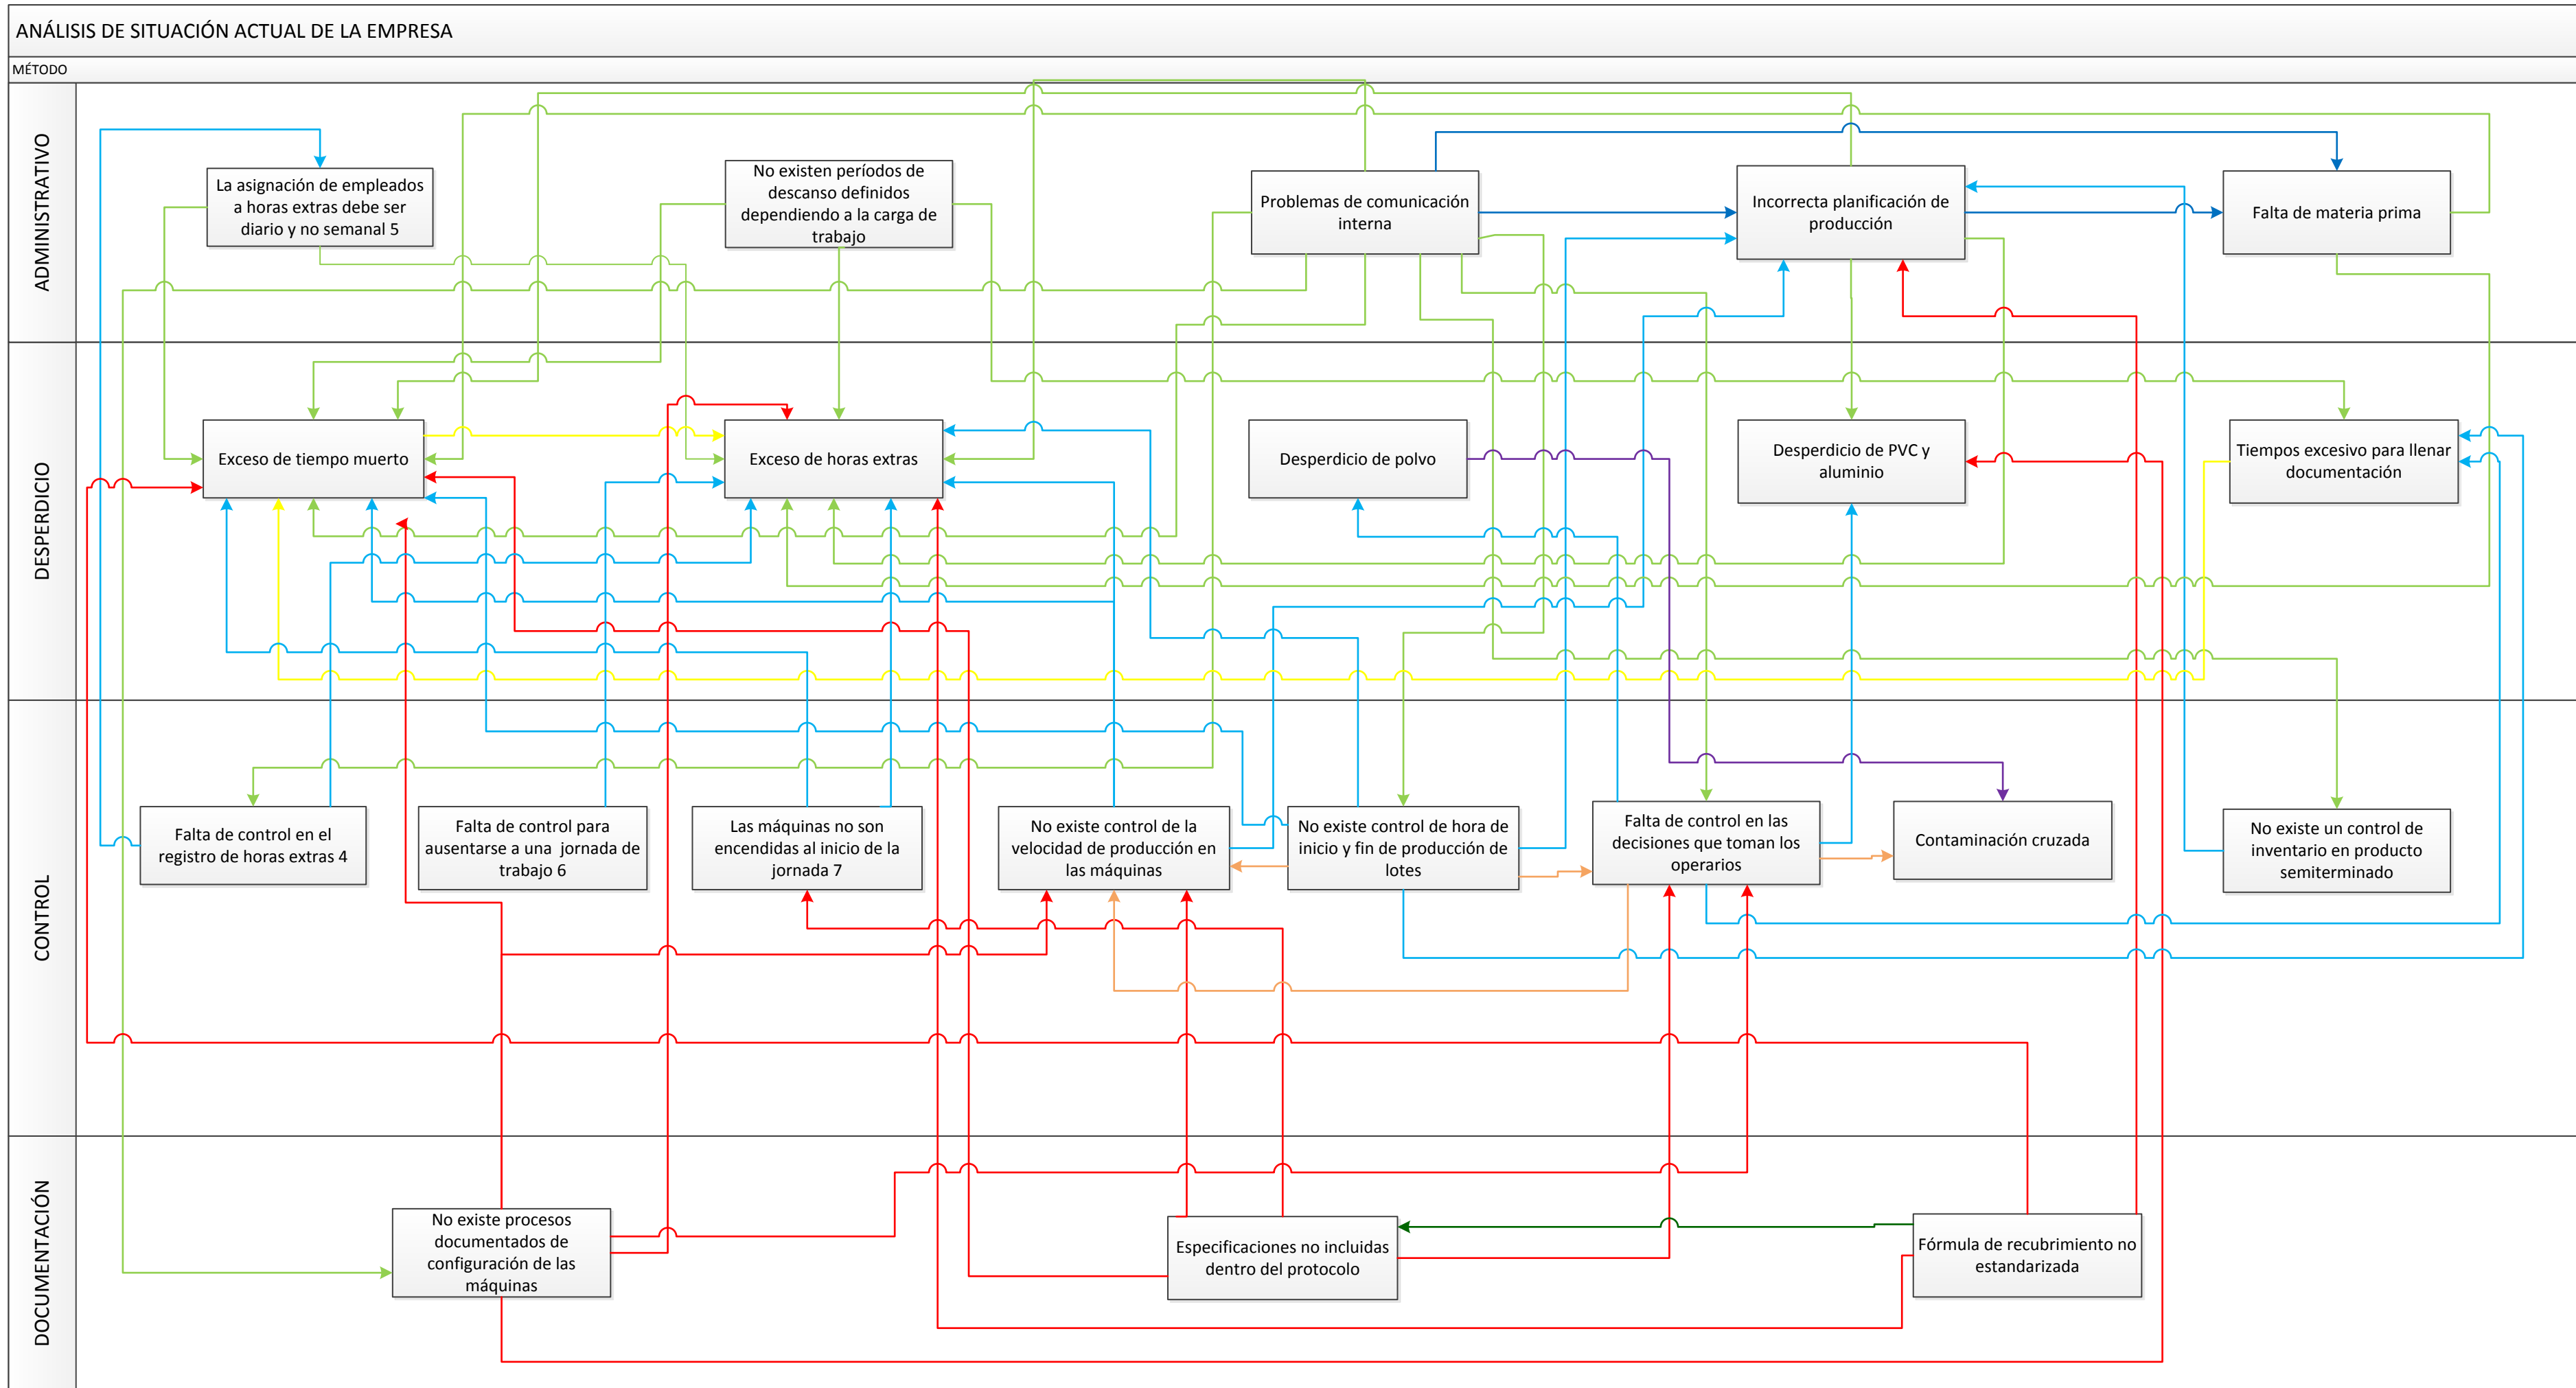 ANÁLISIS DE SITUACIÓN ACTUAL DE LA EMPRESA
MÉTODO
ADMINISTRATIVO
La asignación de empleados
a horas extras debe ser
diario y no semanal 5
No existen períodos de
descanso definidos
dependiendo a la carga de
trabajo
Problemas de comunicación
interna
Incorrecta planificación de
producción
Falta de materia prima
DESPERDICIO
Exceso de tiempo muerto
Exceso de horas extras
Desperdicio de polvo
Desperdicio de PVC y
aluminio
Tiempos excesivo para llenar
documentación
CONTROL
Falta de control en el
registro de horas extras 4
Falta de control para
ausentarse a una jornada de
trabajo 6
Las máquinas no son
encendidas al inicio de la
jornada 7
No existe control de la
velocidad de producción en
las máquinas
No existe control de hora de
inicio y fin de producción de
lotes
Falta de control en las
decisiones que toman los
operarios
Contaminación cruzada
No existe un control de
inventario en producto
semiterminado
DOCUMENTACIÓN
No existe procesos
documentados de
configuración de las
máquinas
Especificaciones no incluidas
dentro del protocolo
Fórmula de recubrimiento no
estandarizada